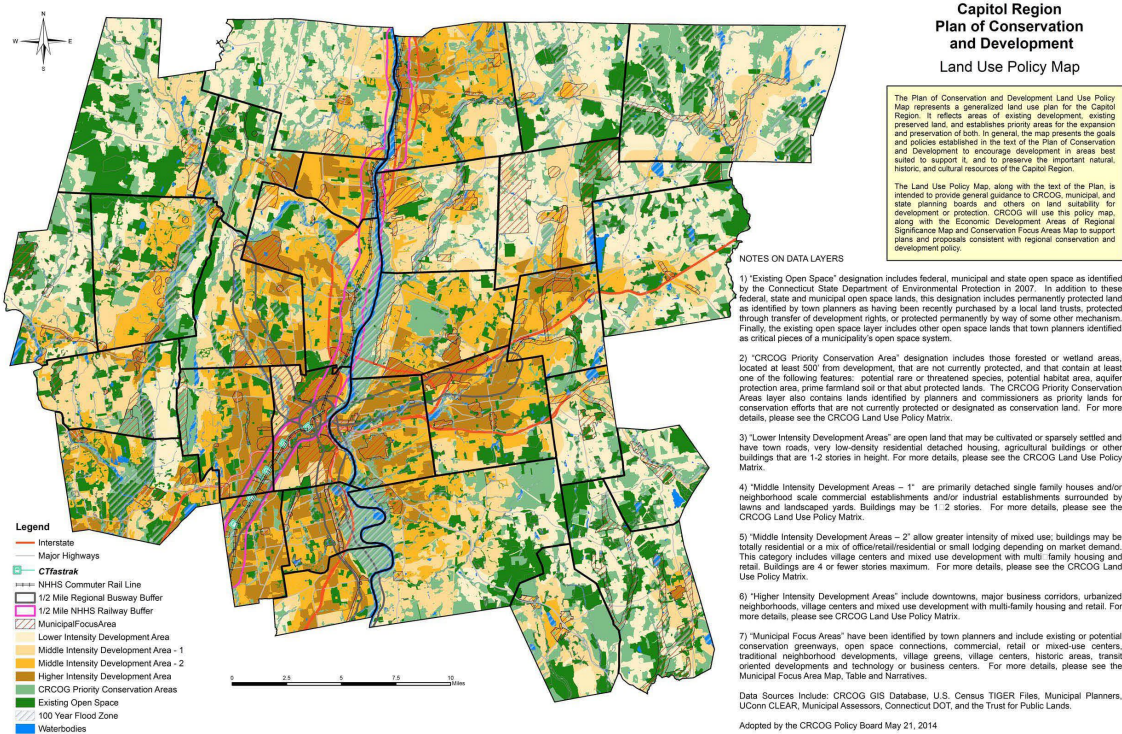 Capitol Region
Plan of Conservation
and Development
Land Use Policy Map
The Plan of Conservation and Development Land Use Policy
Map represents a generalized land use plan for the Capitol
Region. It reflects areas of existing development, existing
preserved land, and establishes priority areas for the expansion
and preservation of both. In general, the map presents the goals
and policies established in the text of the Plan of Conservation
and Development to encourage development in areas best
suited to support it, and to preserve the important natural,
historic, and cultural resources of the Capitol Region.
The Land Use Policy Map, along with the text of the Plan, is
intended to provide general guidance to CRCOG, municipal, and
state planning boards and others on land suitability for
development or protection. CRCOG will use this policy map,
along with the Economic Development Areas of Regional
Significance Map and Conservation Focus Areas Map to support
plans and proposals consistent with regional conservation and
development policy.
NOTES ON DATA LAYERS
1) “Existing Open Space” designation includes federal, municipal and state open space as identified
by the Connecticut State Department of Environmental Protection in 2007. In addition to these
federal, state and municipal open space lands, this designation includes permanently protected land
as identified by town planners as having been recently purchased by a local land trusts, protected
through transfer of development rights, or protected permanently by way of some other mechanism.
Finally, the existing open space layer includes other open space lands that town planners identified
as critical pieces of a municipality's open space system.
2) “CRCOG Priority Conservation Area” designation includes those forested or wetland areas,
located at least 500' from development, that are not currently protected, and that contain at least
one of the following features: potential rare or threatened species, potential habitat area, aquifer
protection area, prime farmland soil or that abut protected lands. The CRCOG Priority Conservation
Areas layer also contains lands identified by planners and commissioners as priority lands for
conservation efforts that are not currently protected or designated as conservation land. For more
details, please see the CRCOG Land Use Policy Matrix.
3) “Lower Intensity Development Areas” are open land that may be cultivated or sparsely settled and
have town roads, very low-density residential detached housing, agricultural buildings or other
buildings that are 1-2 stories in height. For more details, please see the CRCOG Land Use Policy
Matrix.
4) “Middle Intensity Development Areas – 1” are primarily detached single family houses and/or
neighborhood scale commercial establishments and/or industrial establishments surrounded by
lawns and landscaped yards. Buildings may be 1□2 stories. For more details, please see the
CRCOG Land Use Policy Matrix.
5) “Middle Intensity Development Areas – 2” allow greater intensity of mixed use; buildings may be
totally residential or a mix of office/retail/residential or small lodging depending on market demand.
This category includes village centers and mixed use development with multi□family housing and
retail. Buildings are 4 or fewer stories maximum. For more details, please see the CRCOG Land
Use Policy Matrix.
6) “Higher Intensity Development Areas” include downtowns, major business corridors, urbanized
neighborhoods, village centers and mixed use development with multi-family housing and retail. For
more details, please see CRCOG Land Use Policy Matrix.
7) “Municipal Focus Areas” have been identified by town planners and include existing or potential
conservation greenways, open space connections, commercial, retail or mixed-use centers,
traditional neighborhood developments, village greens, village centers, historic areas, transit
oriented developments and technology or business centers. For more details, please see the
Municipal Focus Area Map, Table and Narratives.
Data Sources Include: CRCOG GIS Database, U.S. Census TIGER Files, Municipal Planners,
UConn CLEAR, Municipal Assessors, Connecticut DOT, and the Trust for Public Lands.
Adopted by the CRCOG Policy Board May 21, 2014
N
W
E
S
Legend
Interstate
Major Highways
CTfastrak
NHHS Commuter Rail Line
1/2 Mile Regional Busway Buffer
1/2 Mile NHHS Railway Buffer
MunicipalFocusArea
Lower Intensity Development Area
Middle Intensity Development Area - 1
Middle Intensity Development Area - 2
Higher Intensity Development Area
CRCOG Priority Conservation Areas
Existing Open Space
100 Year Flood Zone
Waterbodies
0 2.5 5 7.5 10
Miles